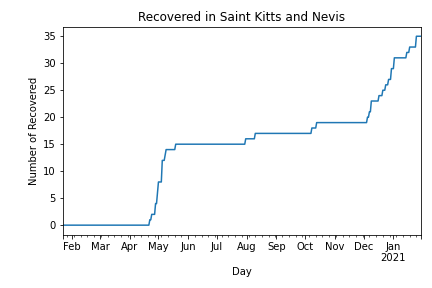 Recovered in Saint Kitts and Nevis
Number of Recovered
35
30
25
20
15
10
5
0
Feb Mar Apr May Jun Jul Aug Sep Oct Nov Dec Jan
2021
Day